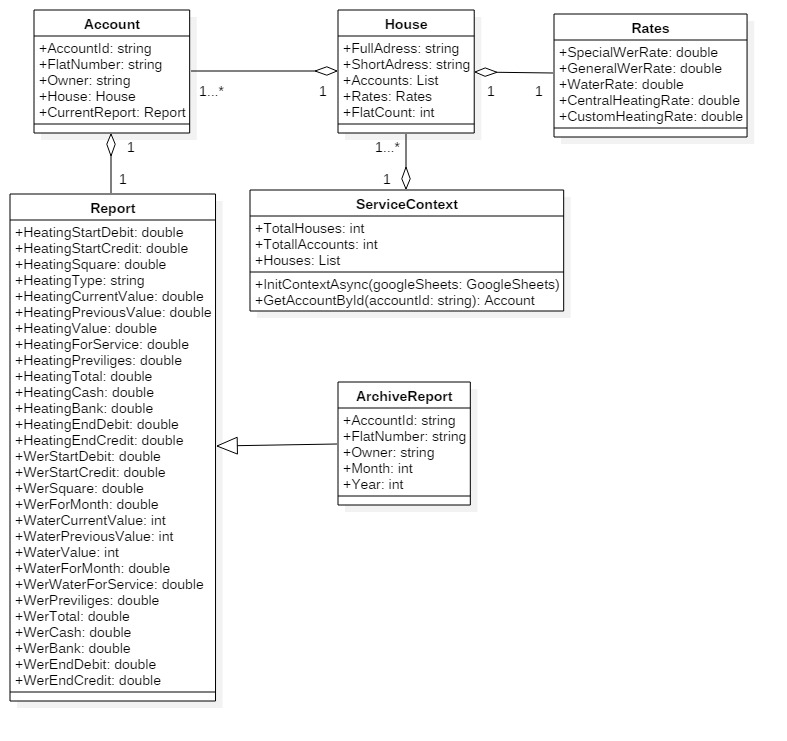 Account
+AccountId: string
+FlatNumber: string
+Owner: string
+House: House
+CurrentReport: Report
House
+FullAdress: string
+ShortAdress: string
+Accounts: List
+Rates: Rates
+FlatCount: int
Rates
+SpecialWerRate: double
+GeneralWerRate: double
+WaterRate: double
+CentralHeatingRate: double
+CustomHeatingRate: double
1...*
1
1
1
1
1
1...*
1
Report
+HeatingStartDebit: double
+HeatingStartCredit: double
+HeatingSquare: double
+HeatingType: string
+HeatingCurrentValue: double
+HeatingPreviousValue: double
+HeatingValue: double
+HeatingForService: double
+HeatingPreviliges: double
+HeatingTotal: double
+HeatingCash: double
+HeatingBank: double
+HeatingEndDebit: double
+HeatingEndCredit: double
+WerStartDebit: double
+WerStartCredit: double
+WerSquare: double
+WerForMonth: double
+WaterCurrentValue: int
+WaterPreviousValue: int
+WaterValue: int
+WaterForMonth: double
+WerWaterForService: double
+WerPreviliges: double
+WerTotal: double
+WerCash: double
+WerBank: double
+WerEndDebit: double
+WerEndCredit: double
ServiceContext
+TotalHouses: int
+TotallAccounts: int
+Houses: List
+InitContextAsync(googleSheets: GoogleSheets)
+GetAccountById(accountId: string): Account
ArchiveReport
+AccountId: string
+FlatNumber: string
+Owner: string
+Month: int
+Year: int